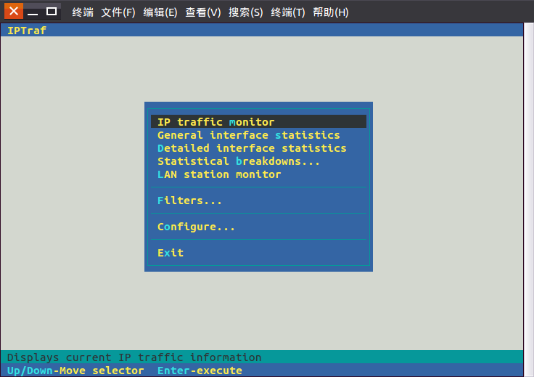 终端 文件(F) 编辑(E) 查看(V) 搜索(S) 终端(T) 帮助(H)
IPTraf
IP traffic monitor
General interface statistics
Detailed interface statistics
Statistical breakdowns...
LAN station monitor
Filters...
Configure...
Exit
Displays current IP traffic information
Up/Down-Move selector Enter-execute